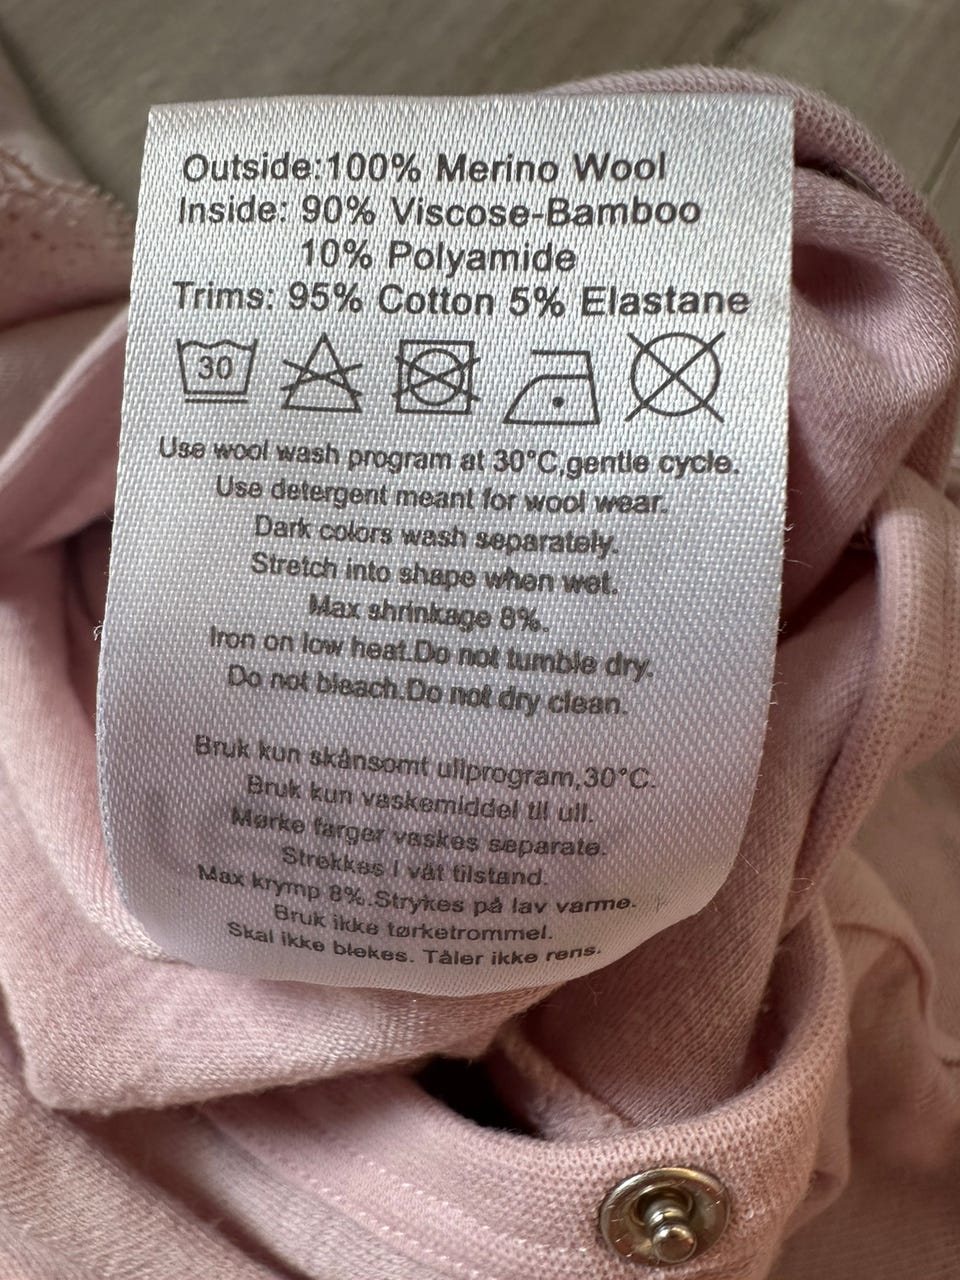 Outside:100% Merino Wool
Inside: 90% Viscose-Bamboo
10% Polyamide
Trims: 95% Cotton 5% Elastane
30
Use wool wash program at 30°C,gentle cycle.
Use detergent meant for wool wear.
Dark colors wash separately.
Stretch into shape when wet.
Max shrinkage 8%.
Iron on low heat.Do not tumble dry.
Do not bleach.Do not dry clean.
Bruk kun skånsomt ullprogram,30°C.
Bruk kun vaskemiddel til ull.
Mørke farger vaskes separate.
Strekkes i våt tilstand.
Max krymp 8%.Strykes på lav varme.
Bruk ikke tørketrommel.
Skal ikke blekes. Tåler ikke rens.